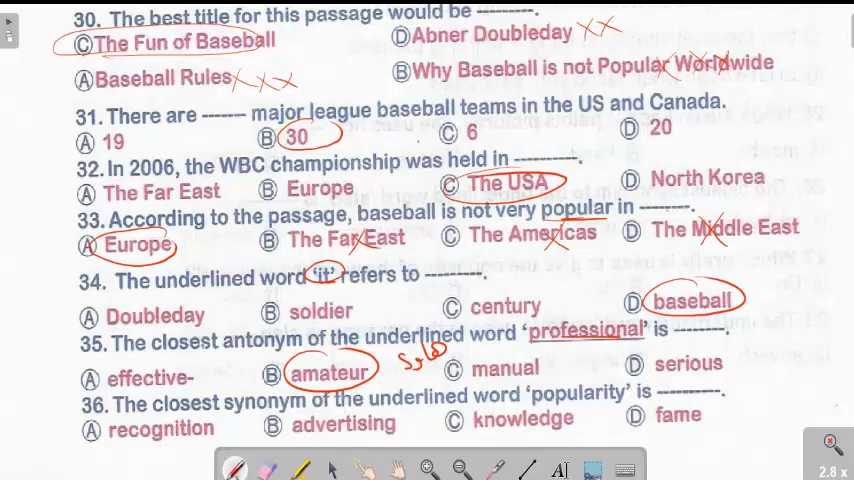 30. The best title for this passage would be ---------.
Ⓒ The Fun of Baseball Ⓓ Abner Doubleday
Ⓐ Baseball Rules Ⓑ Why Baseball is not Popular Worldwide
31. There are ------- major league baseball teams in the US and Canada.
Ⓐ 19 Ⓑ 30 Ⓒ 6 Ⓓ 20
32. In 2006, the WBC championship was held in ----------.
Ⓐ The Far East Ⓑ Europe Ⓒ The USA Ⓓ North Korea
33. According to the passage, baseball is not very popular in --------.
Ⓐ Europe Ⓑ The Far East Ⓒ The Americas Ⓓ The Middle East
34. The underlined word 'it' refers to ---------.
Ⓐ Doubleday Ⓑ soldier Ⓒ century Ⓓ baseball
35. The closest antonym of the underlined word 'professional' is --------.
Ⓐ effective- Ⓑ amateur Ⓒ manual Ⓓ serious
36. The closest synonym of the underlined word 'popularity' is ----------.
Ⓐ recognition Ⓑ advertising Ⓒ knowledge Ⓓ fame
2.8 x